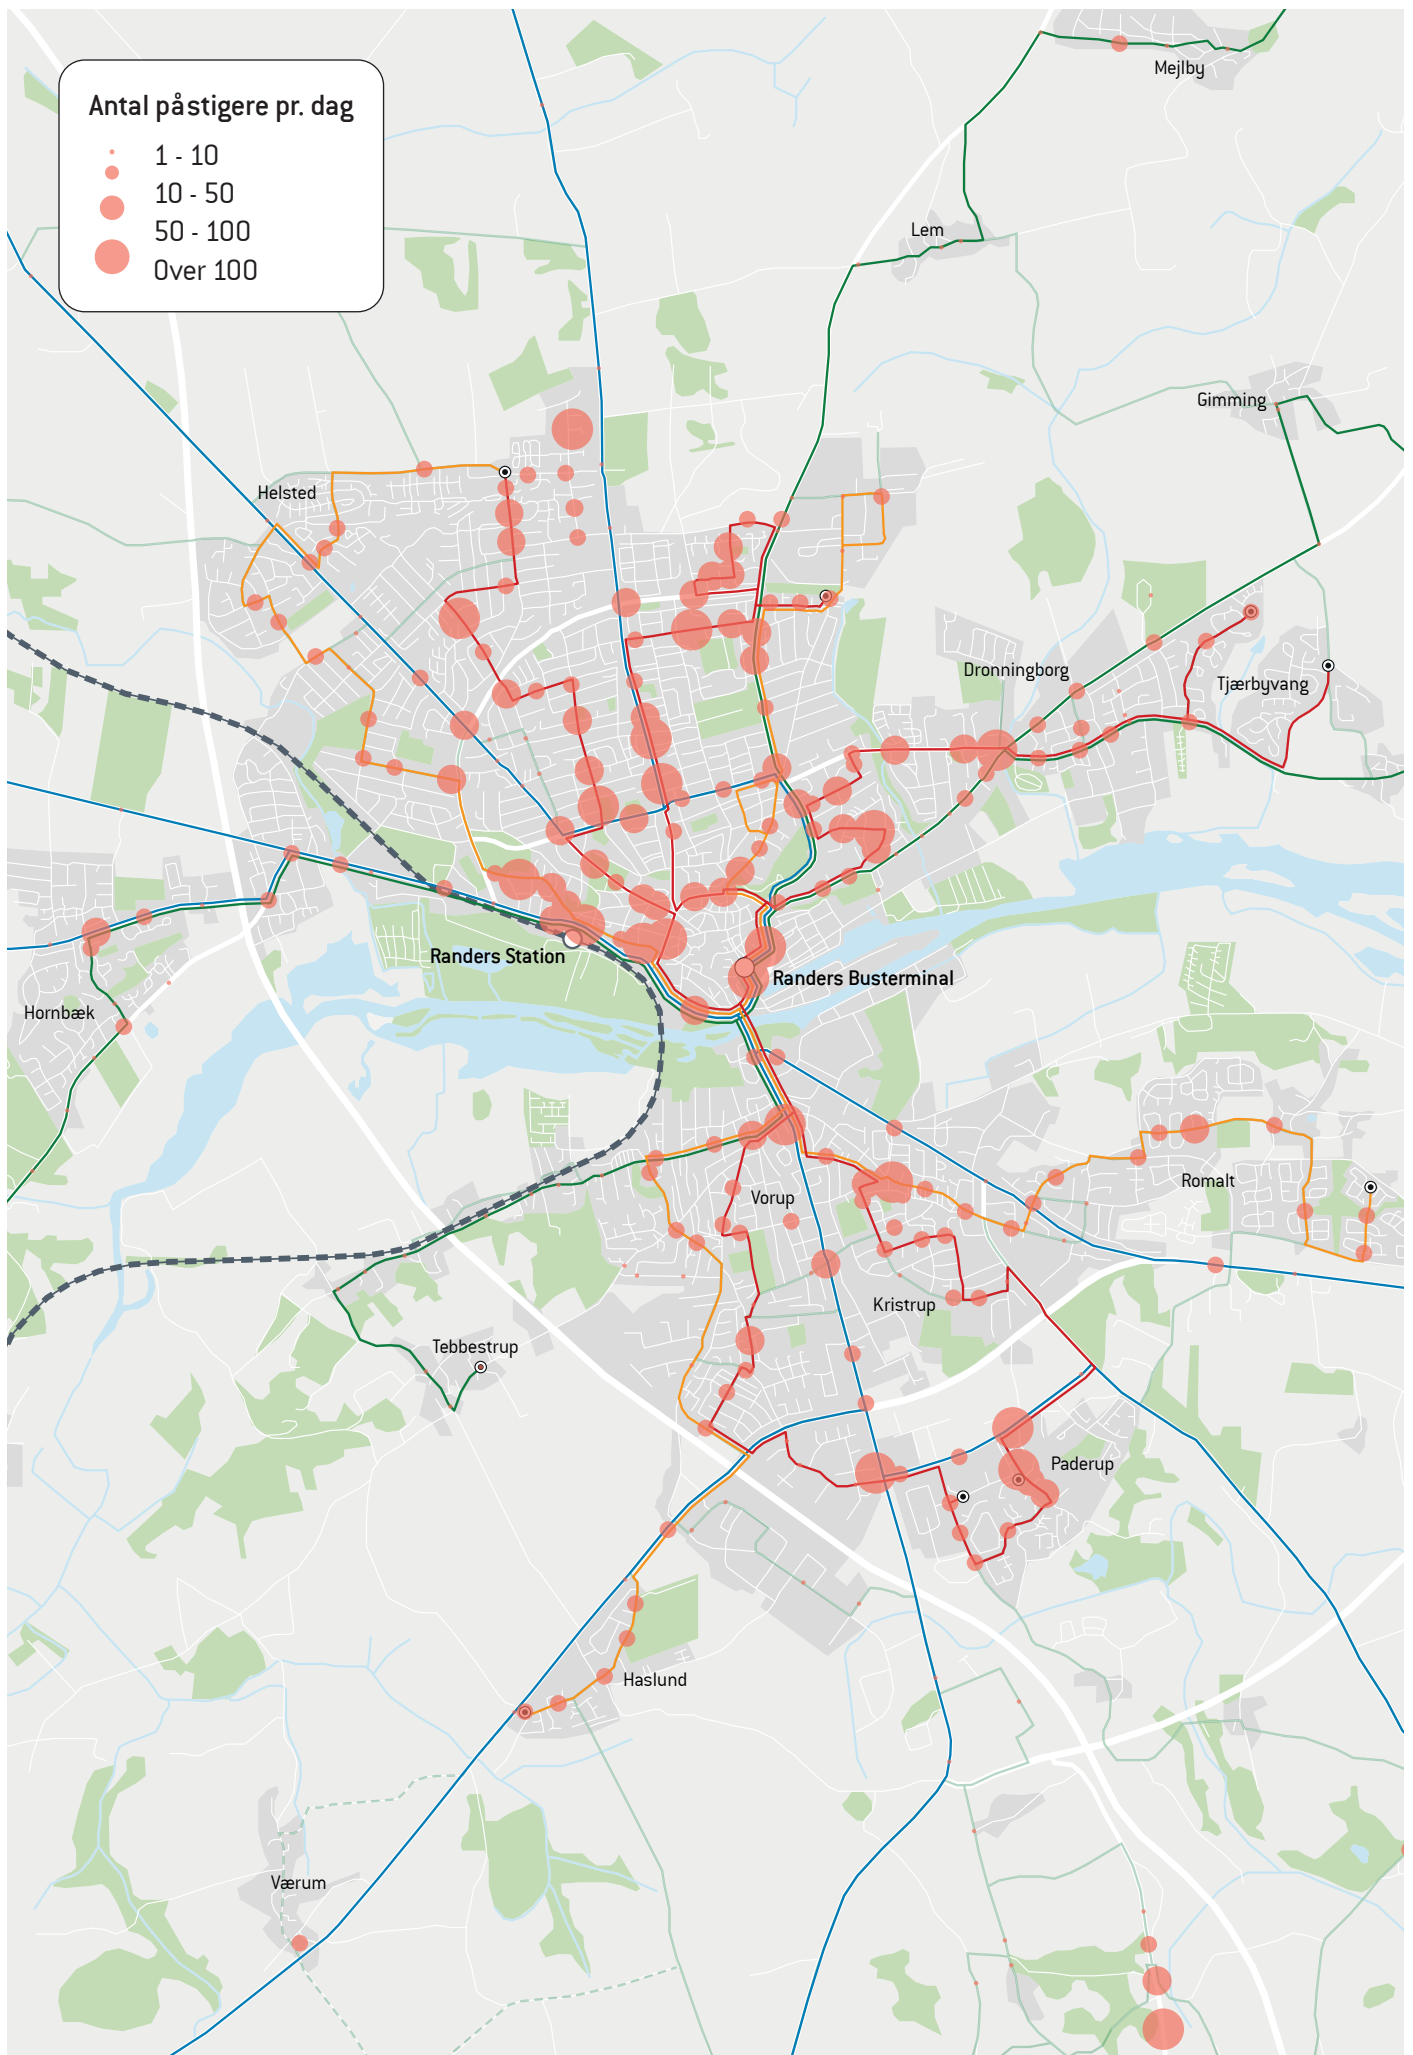 Antal påstigere pr. dag
1 - 10
10 - 50
50 - 100
Over 100
Mejlby
Lem
Gimming
Helsted
Dronningborg
Tjærbyvang
Randers Station
Randers Busterminal
Hornbæk
Romalt
Vorup
Kristrup
Tebbestrup
Paderup
Haslund
Værum